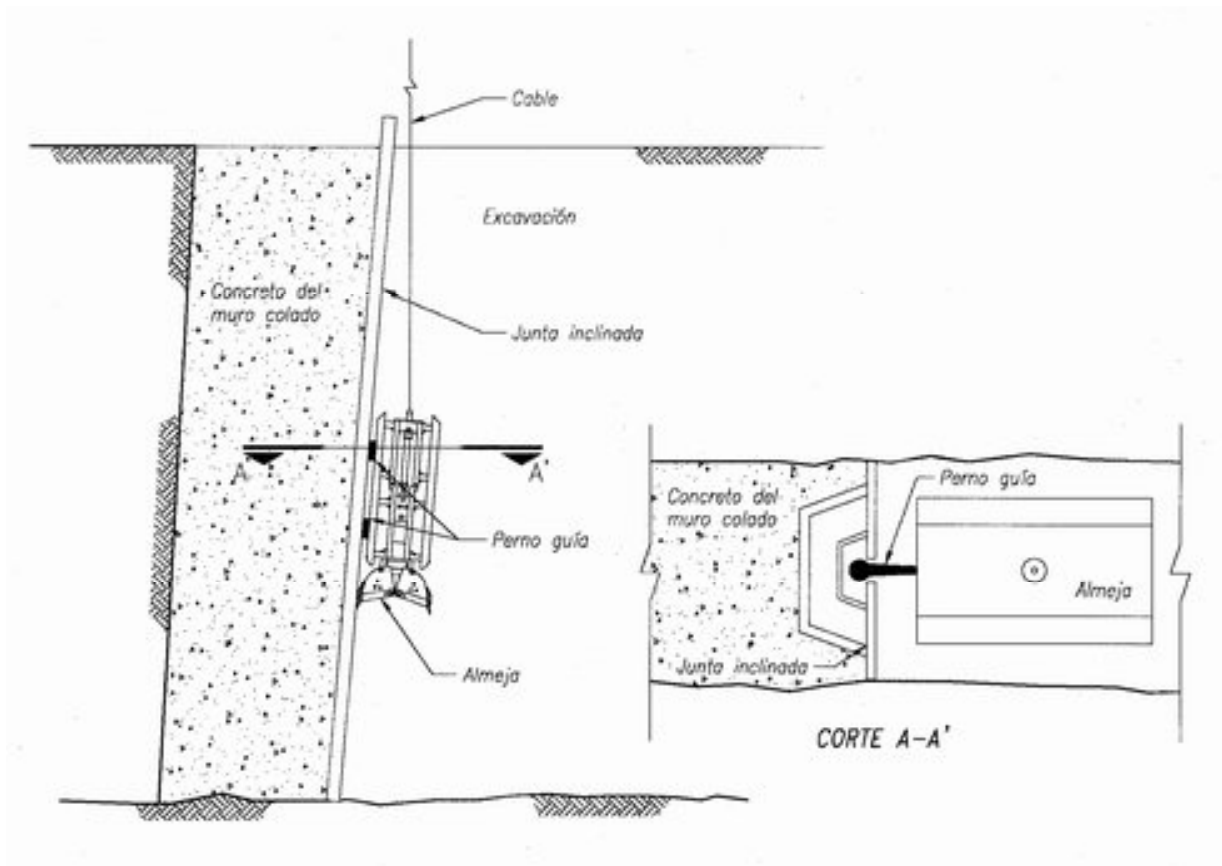 Cable
Excavación
Concreto del
muro colado
Junta inclinada
A'
A'
Perno guía
Almeja
Perno guía
Concreto del
muro colado
Almeja
Junta inclinada
CORTE A-A'